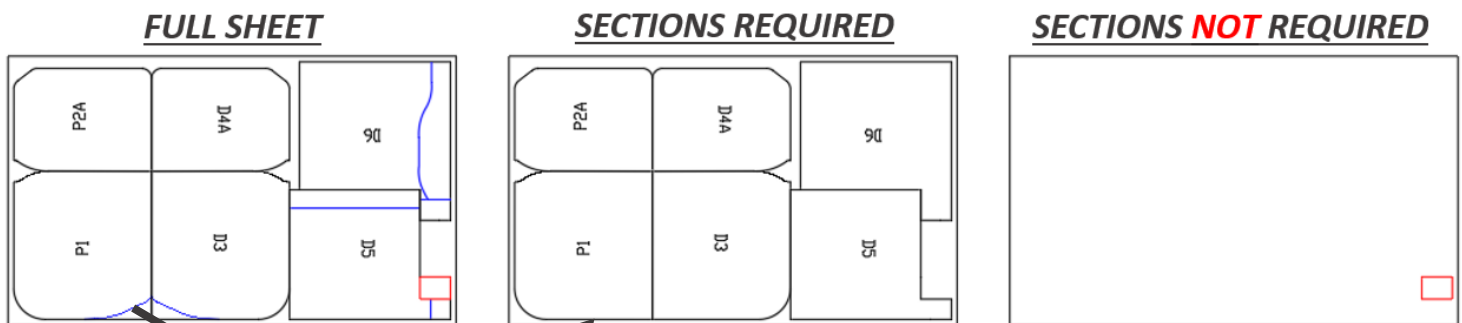 FULL SHEET
SECTIONS REQUIRED
SECTIONS NOT REQUIRED
P2A
D4A
D6
P1
D3
D5
P2A
D4A
D6
P1
D3
D5